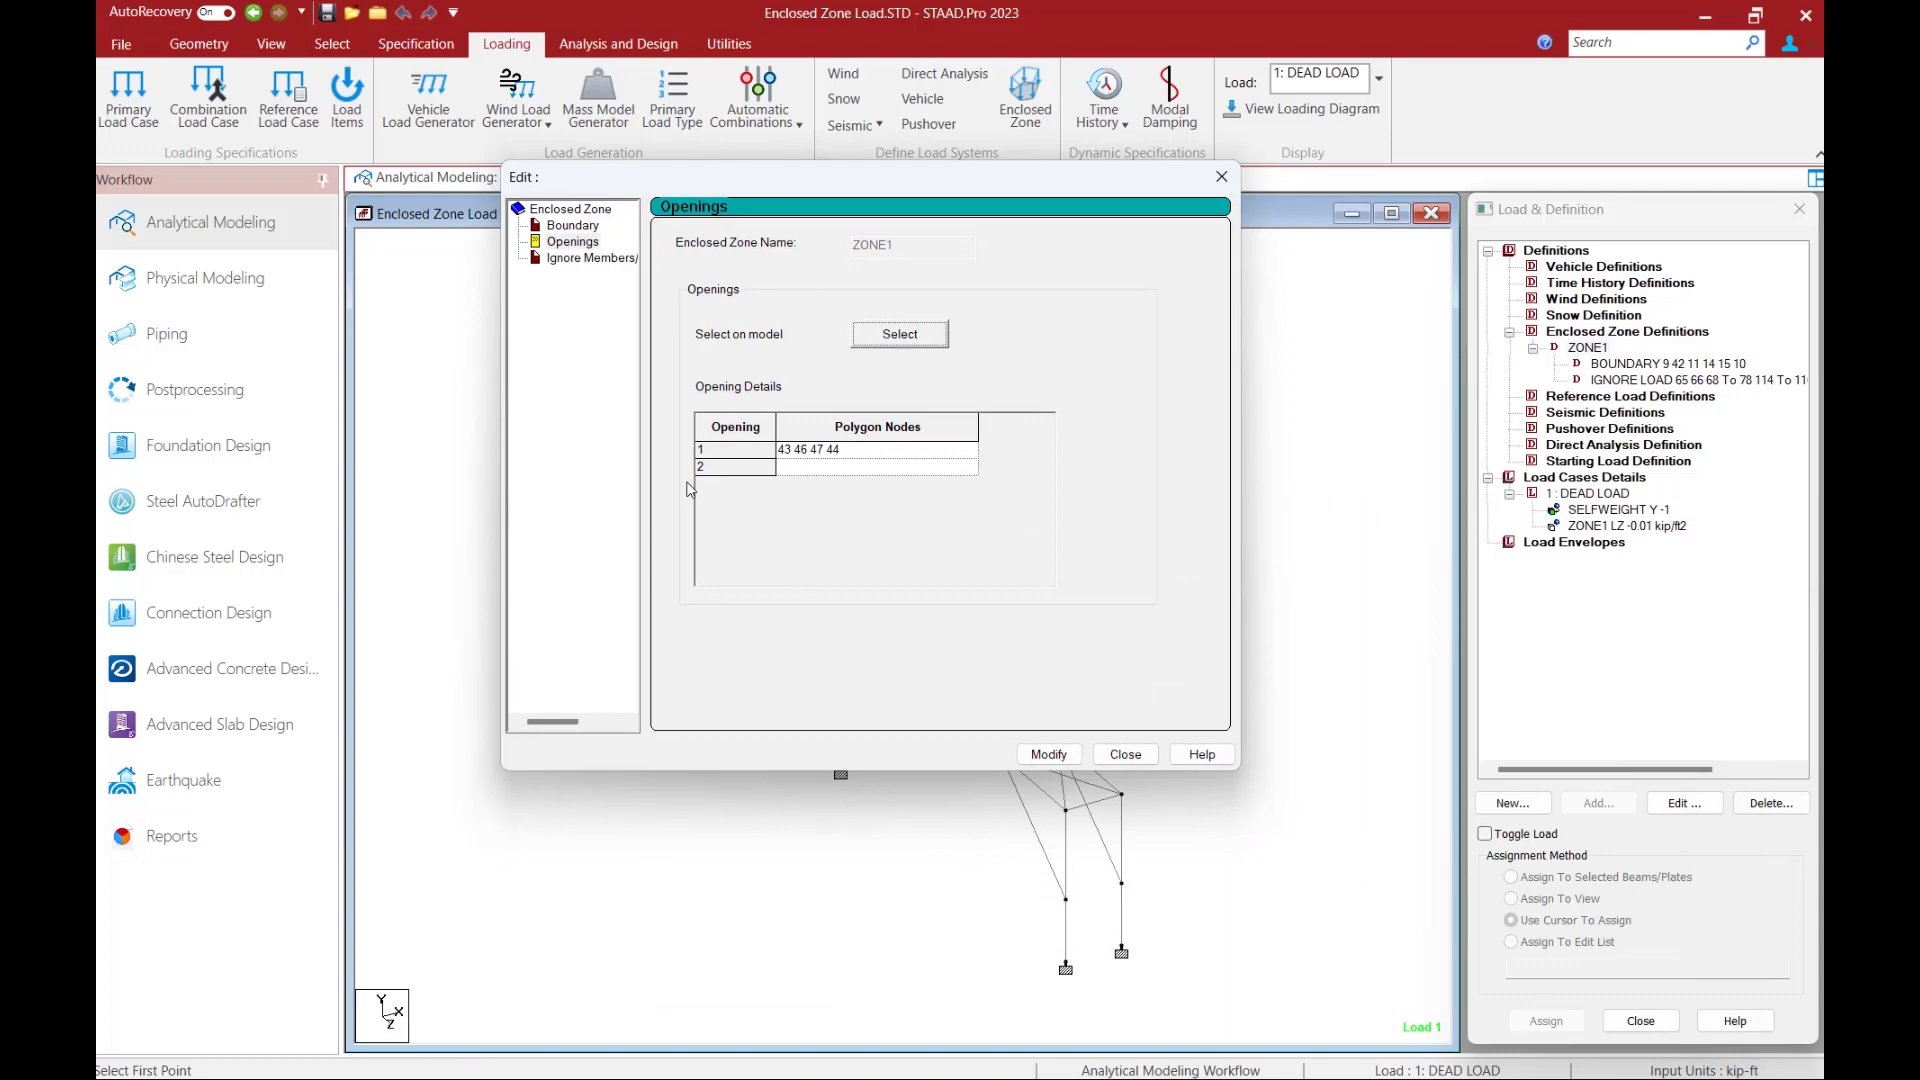 AutoRecovery On
Enclosed Zone Load.STD - STAAD.Pro 2023
File Geometry View Select Specification Loading Analysis and Design Utilities
Search
Primary Load Case
Combination Load Case
Reference Load Case
Load Items
Loading Specifications
Vehicle Load Generator
Wind Load Generator
Mass Model Generator
Primary Load Type
Automatic Combinations
Load Generation
Wind
Snow
Seismic
Direct Analysis
Vehicle
Pushover
Enclosed Zone
Define Load Systems
Time History
Modal Damping
Dynamic Specifications
Load: 1: DEAD LOAD
View Loading Diagram
Display
Workflow
Analytical Modeling
Physical Modeling
Piping
Postprocessing
Foundation Design
Steel AutoDrafter
Chinese Steel Design
Connection Design
Advanced Concrete Desi...
Advanced Slab Design
Earthquake
Reports
Analytical Modeling:
Enclosed Zone Load
Edit :
Enclosed Zone
Boundary
Openings
Ignore Members/
Openings
Enclosed Zone Name: ZONE1
Openings
Select on model Select
Opening Details
Opening Polygon Nodes
1 43 46 47 44
2
Modify Close Help
Y
X
Z
Load 1
Load & Definition
Definitions
Vehicle Definitions
Time History Definitions
Wind Definitions
Snow Definition
Enclosed Zone Definitions
ZONE1
BOUNDARY 9 42 11 14 15 10
IGNORE LOAD 65 66 68 To 78 114 To 11
Reference Load Definitions
Seismic Definitions
Pushover Definitions
Direct Analysis Definition
Starting Load Definition
Load Cases Details
1 : DEAD LOAD
SELFWEIGHT Y -1
ZONE1 LZ -0.01 kip/ft2
Load Envelopes
New... Add... Edit ... Delete...
Toggle Load
Assignment Method
Assign To Selected Beams/Plates
Assign To View
Use Cursor To Assign
Assign To Edit List
Assign Close Help
Select First Point
Analytical Modeling Workflow
Load : 1: DEAD LOAD
Input Units : kip-ft